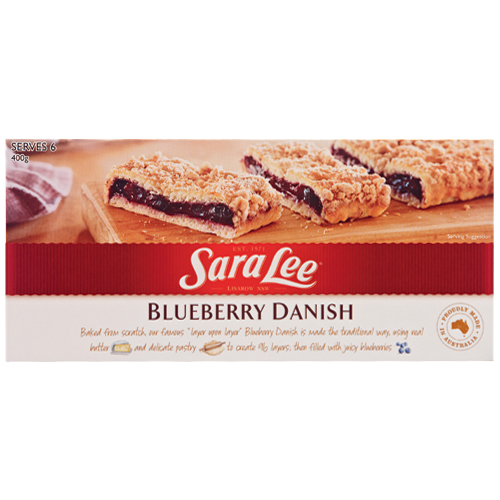 SERVES 6
400g
Serving Suggestion
EST. 1971
Sara Lee®
LISAROW NSW
BLUEBERRY DANISH
Baked from scratch, our famous "layer upon layer" Blueberry Danish is made the traditional way, using real
butter and delicate pastry to create 96 layers; then filled with juicy blueberries
PROUDLY MADE
IN AUSTRALIA